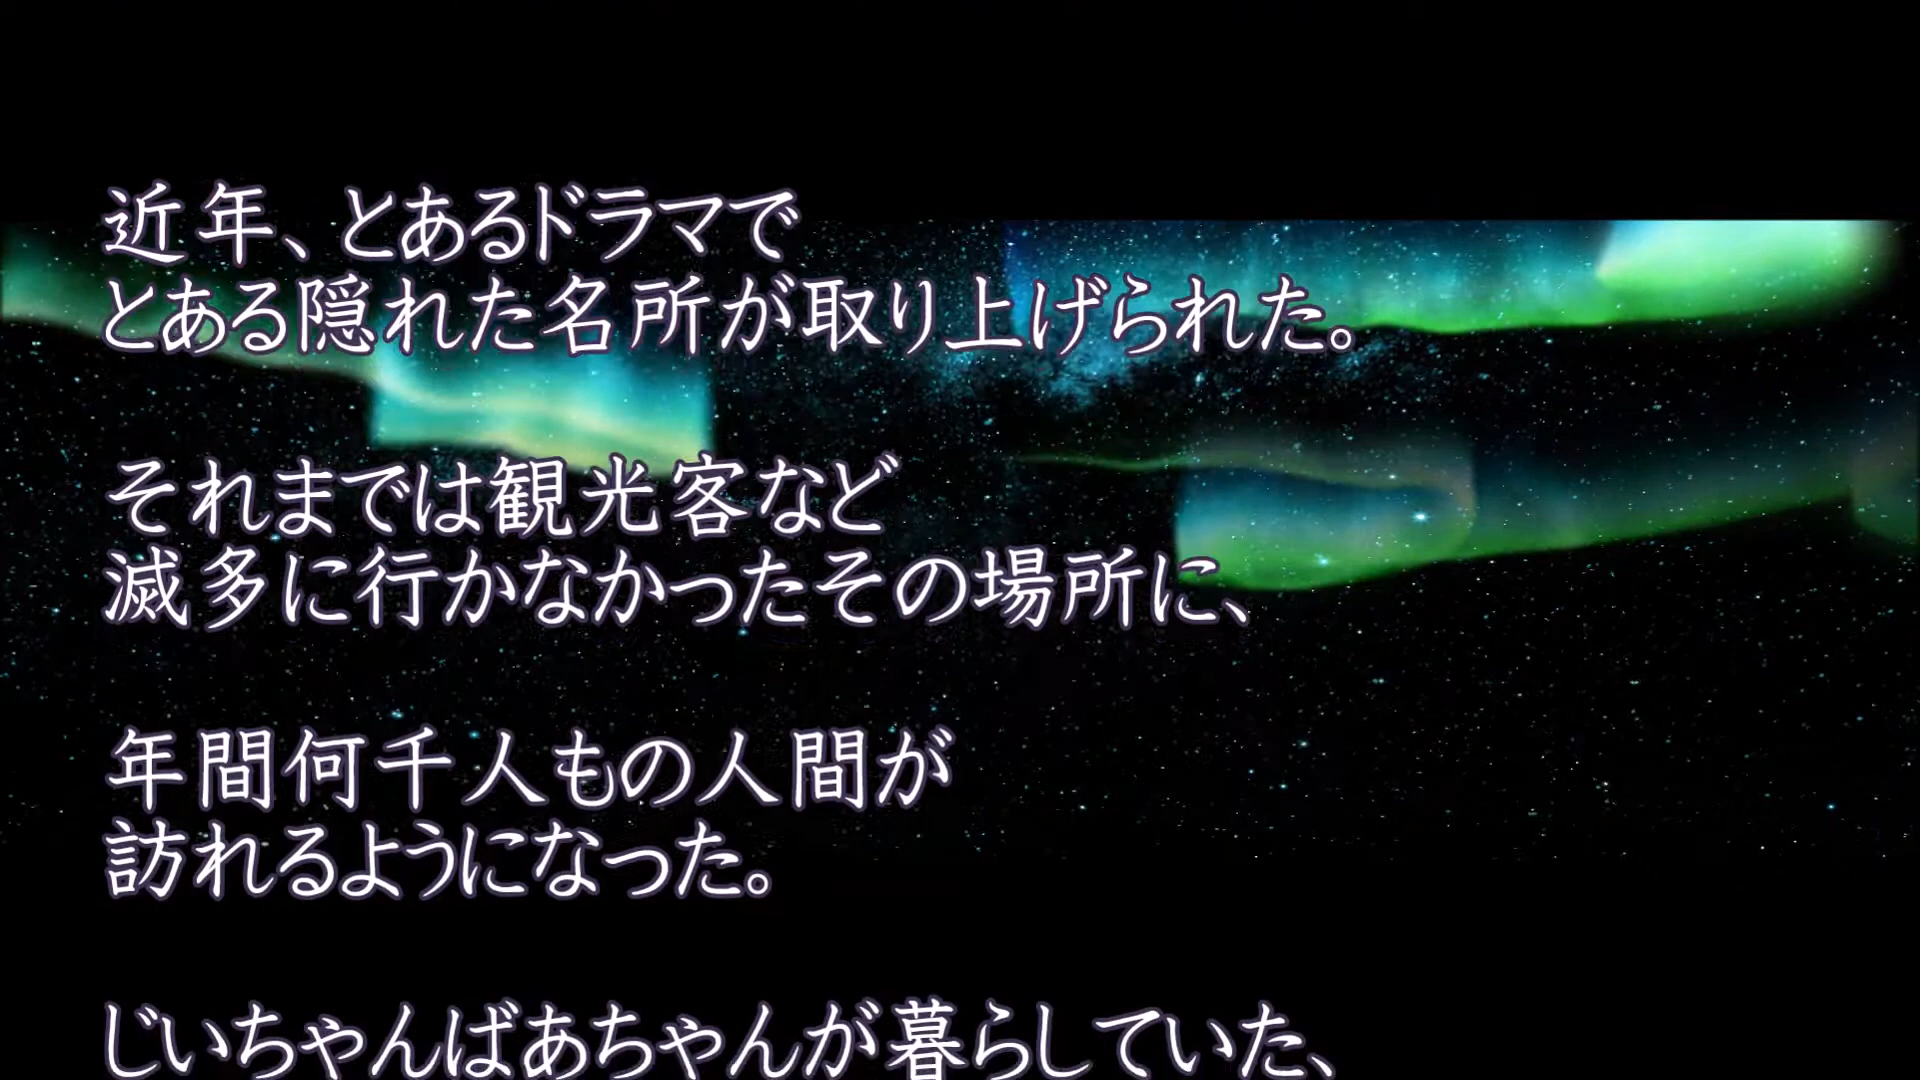 近年、とあるドラマで
とある隠れた名所が取り上げられた。
それまでは観光客など
滅多に行かなかったその場所に、
年間何千人もの人間が
訪れるようになった。
じいちゃんばあちゃんが暮らしていた、